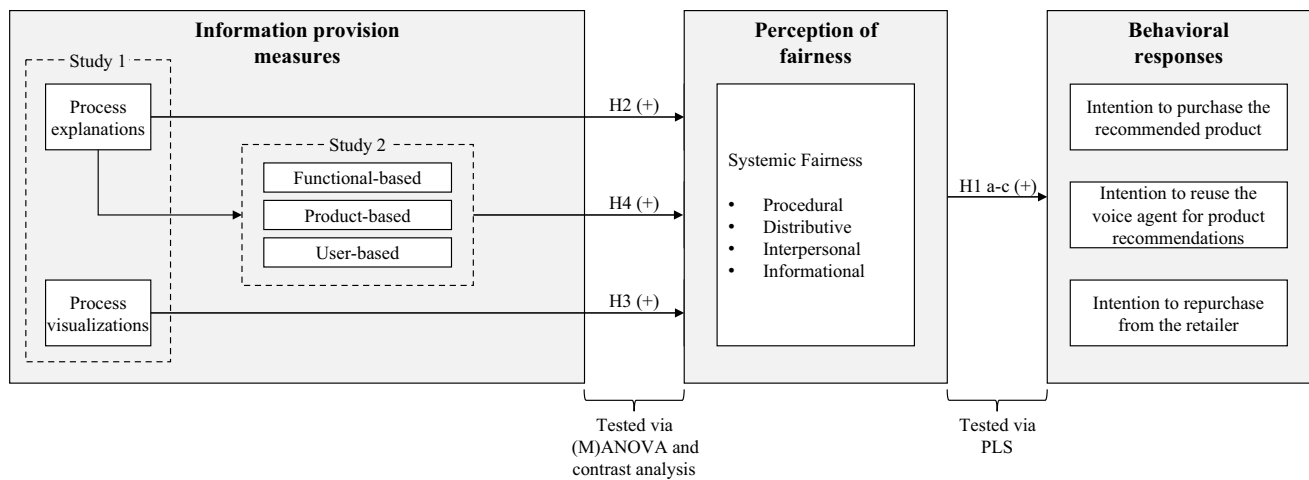 Information provision
measures
Study 1
Process
explanations
Study 2
Functional-based
Product-based
User-based
Process
visualizations
H2 (+)
H4 (+)
H3 (+)
Tested via
(M)ANOVA and
contrast analysis
Perception of
fairness
Systemic Fairness
• Procedural
• Distributive
• Interpersonal
• Informational
H1 a-c (+)
Tested via
PLS
Behavioral
responses
Intention to purchase the
recommended product
Intention to reuse the
voice agent for product
recommendations
Intention to repurchase
from the retailer